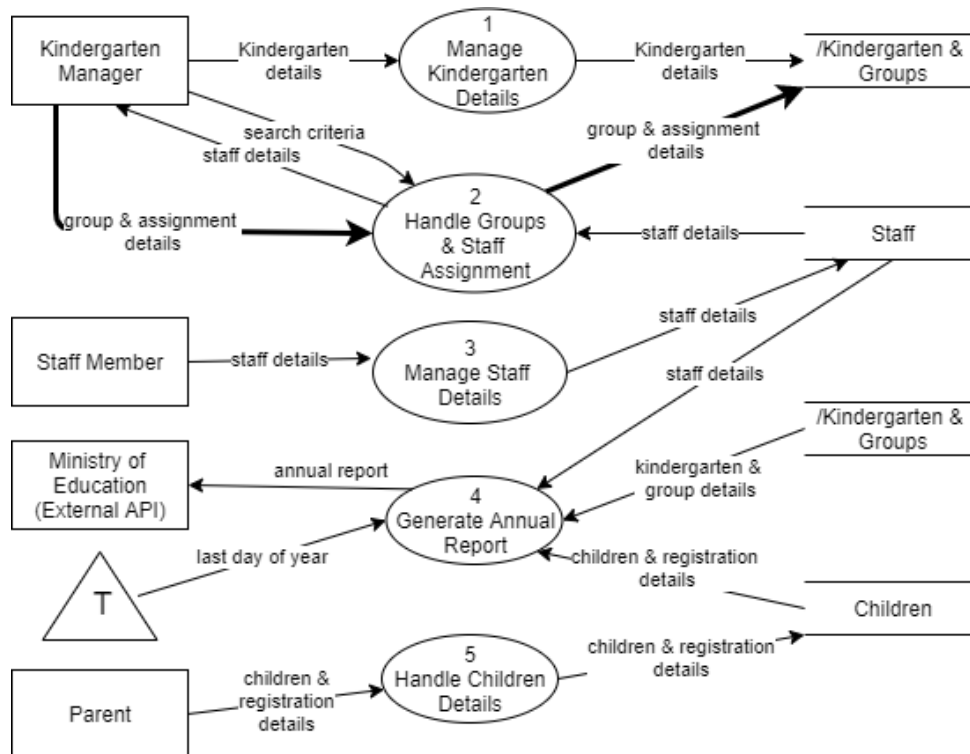 Kindergarten
Manager
Kindergarten
details
1
Manage
Kindergarten
Details
Kindergarten
details
/Kindergarten &
Groups
search criteria
staff details
group & assignment
details
group & assignment
details
2
Handle Groups
& Staff
Assignment
staff details
Staff
Staff Member
staff details
3
Manage Staff
Details
staff details
staff details
/Kindergarten &
Groups
Ministry of
Education
(External API)
annual report
4
Generate Annual
Report
kindergarten &
group details
T
last day of year
children & registration
details
Children
Parent
children &
registration
details
5
Handle Children
Details
children & registration
details